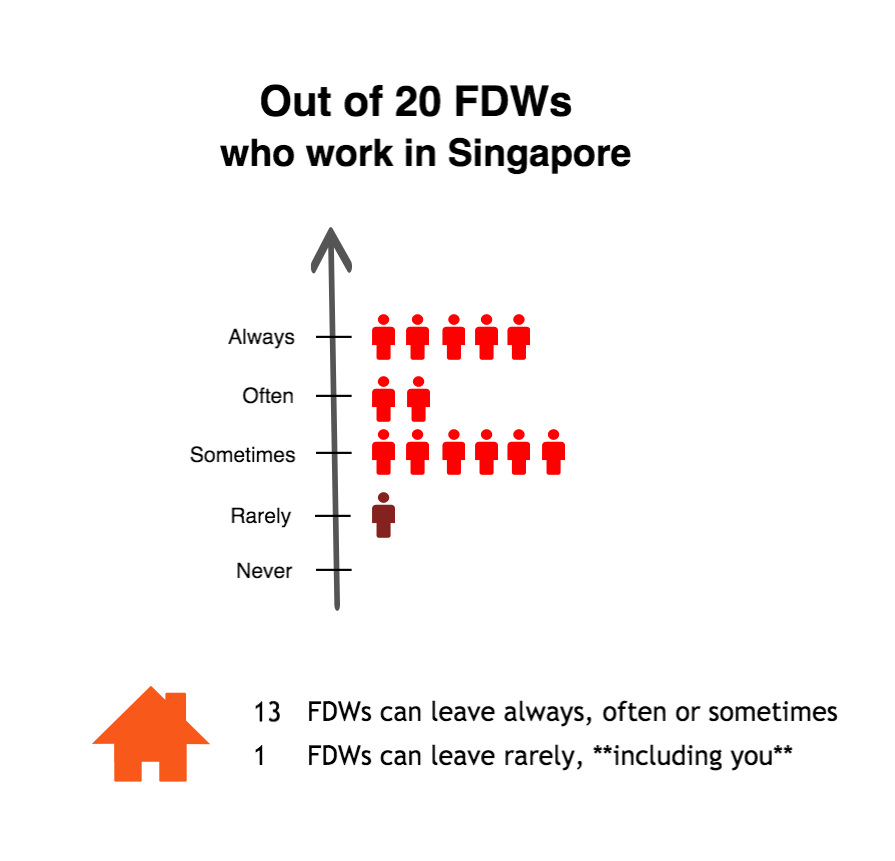 Out of 20 FDWs
who work in Singapore
Always
Often
Sometimes
Rarely
Never
13 FDWs can leave always, often or sometimes
1 FDWs can leave rarely, **including you**